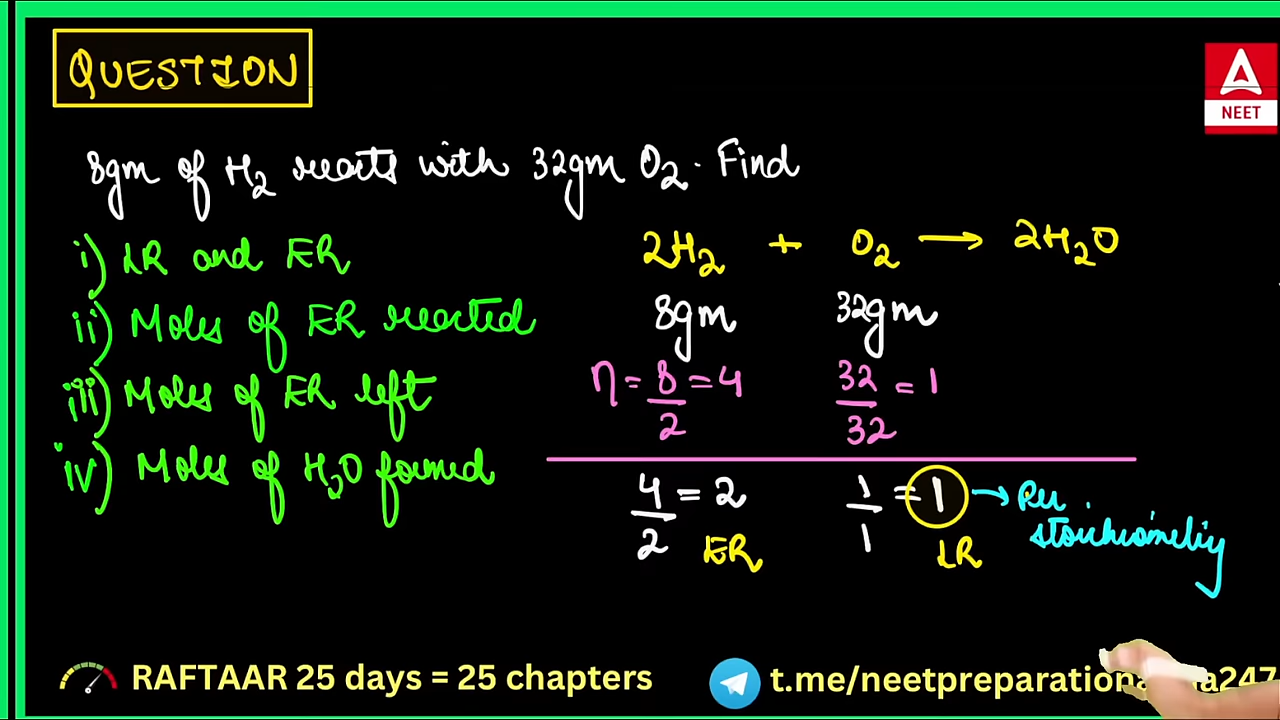 QUESTION
NEET
8gm of H2 reacts with 32gm O2. Find
i) LR and ER
ii) Moles of ER reacted
iii) Moles of ER left
iv) Moles of H2O formed
2H2 + O2 → 2H2O
8gm 32gm
n = 8/2 = 4 32/32 = 1
4/2 = 2 ER 1/1 = 1 LR → Per stoichiometry
RAFTAAR 25 days = 25 chapters